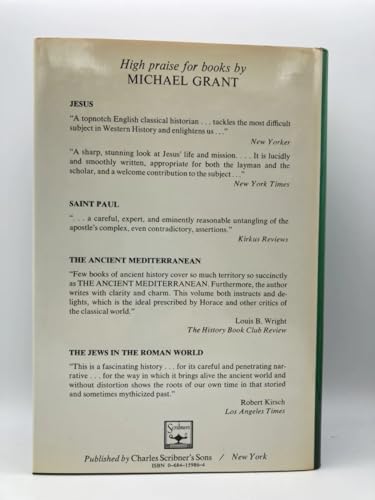 High praise for books by
MICHAEL GRANT
JESUS
"A topnotch English classical historian . . . tackles the most difficult
subject in Western History and enlightens us . . ."
New Yorker
"A sharp, stunning look at Jesus' life and mission. . . . It is lucidly
and smoothly written, appropriate for both the layman and the
scholar, and a welcome contribution to the subject . . ."
New York Times
SAINT PAUL
". . . a careful, expert, and eminently reasonable untangling of the
apostle's complex, even contradictory, assertions."
Kirkus Reviews
THE ANCIENT MEDITERRANEAN
"Few books of ancient history cover so much territory so succinctly
as THE ANCIENT MEDITERRANEAN. Furthermore, the author
writes with clarity and charm. This volume both instructs and de-
lights, which is the ideal prescribed by Horace and other critics of
the classical world."
Louis B. Wright
The History Book Club Review
THE JEWS IN THE ROMAN WORLD
"This is a fascinating history . . . for its careful and penetrating nar-
rative . . . for the way in which it brings alive the ancient world and
without distortion shows the roots of our own time in that storied
and sometimes mythicized past."
Robert Kirsch
Los Angeles Times
Scribners
Published by Charles Scribner's Sons / New York
ISBN 0-684-15986-4